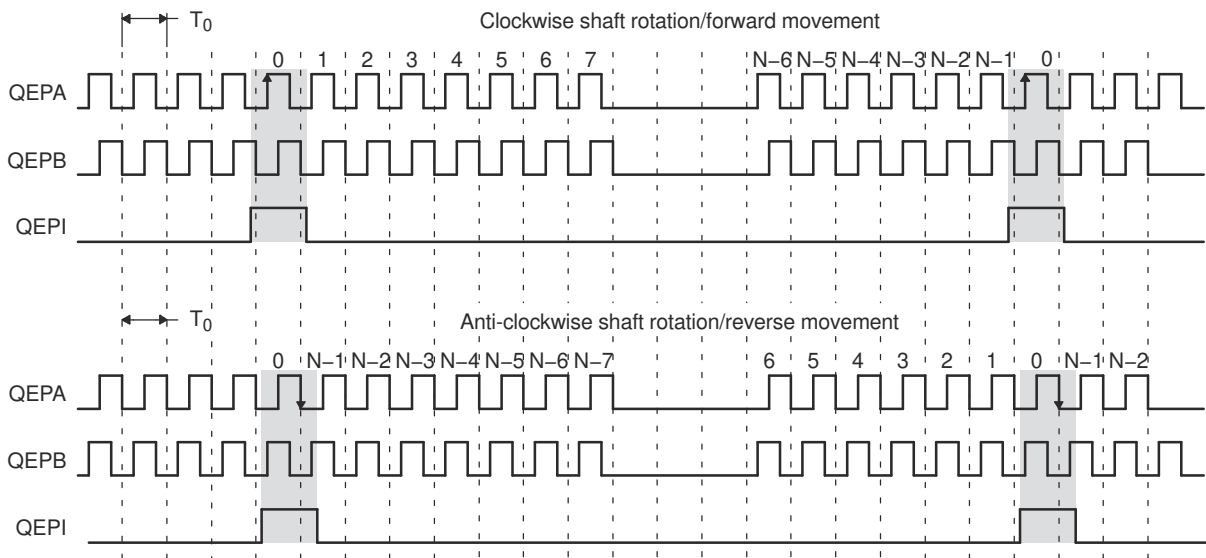 T0 Clockwise shaft rotation/forward movement
0 1 2 3 4 5 6 7 N−6 N−5 N−4 N−3 N−2 N−1 0
QEPA
QEPB
QEPI
T0 Anti-clockwise shaft rotation/reverse movement
0 N−1 N−2 N−3 N−4 N−5 N−6 N−7 6 5 4 3 2 1 0 N−1 N−2
QEPA
QEPB
QEPI